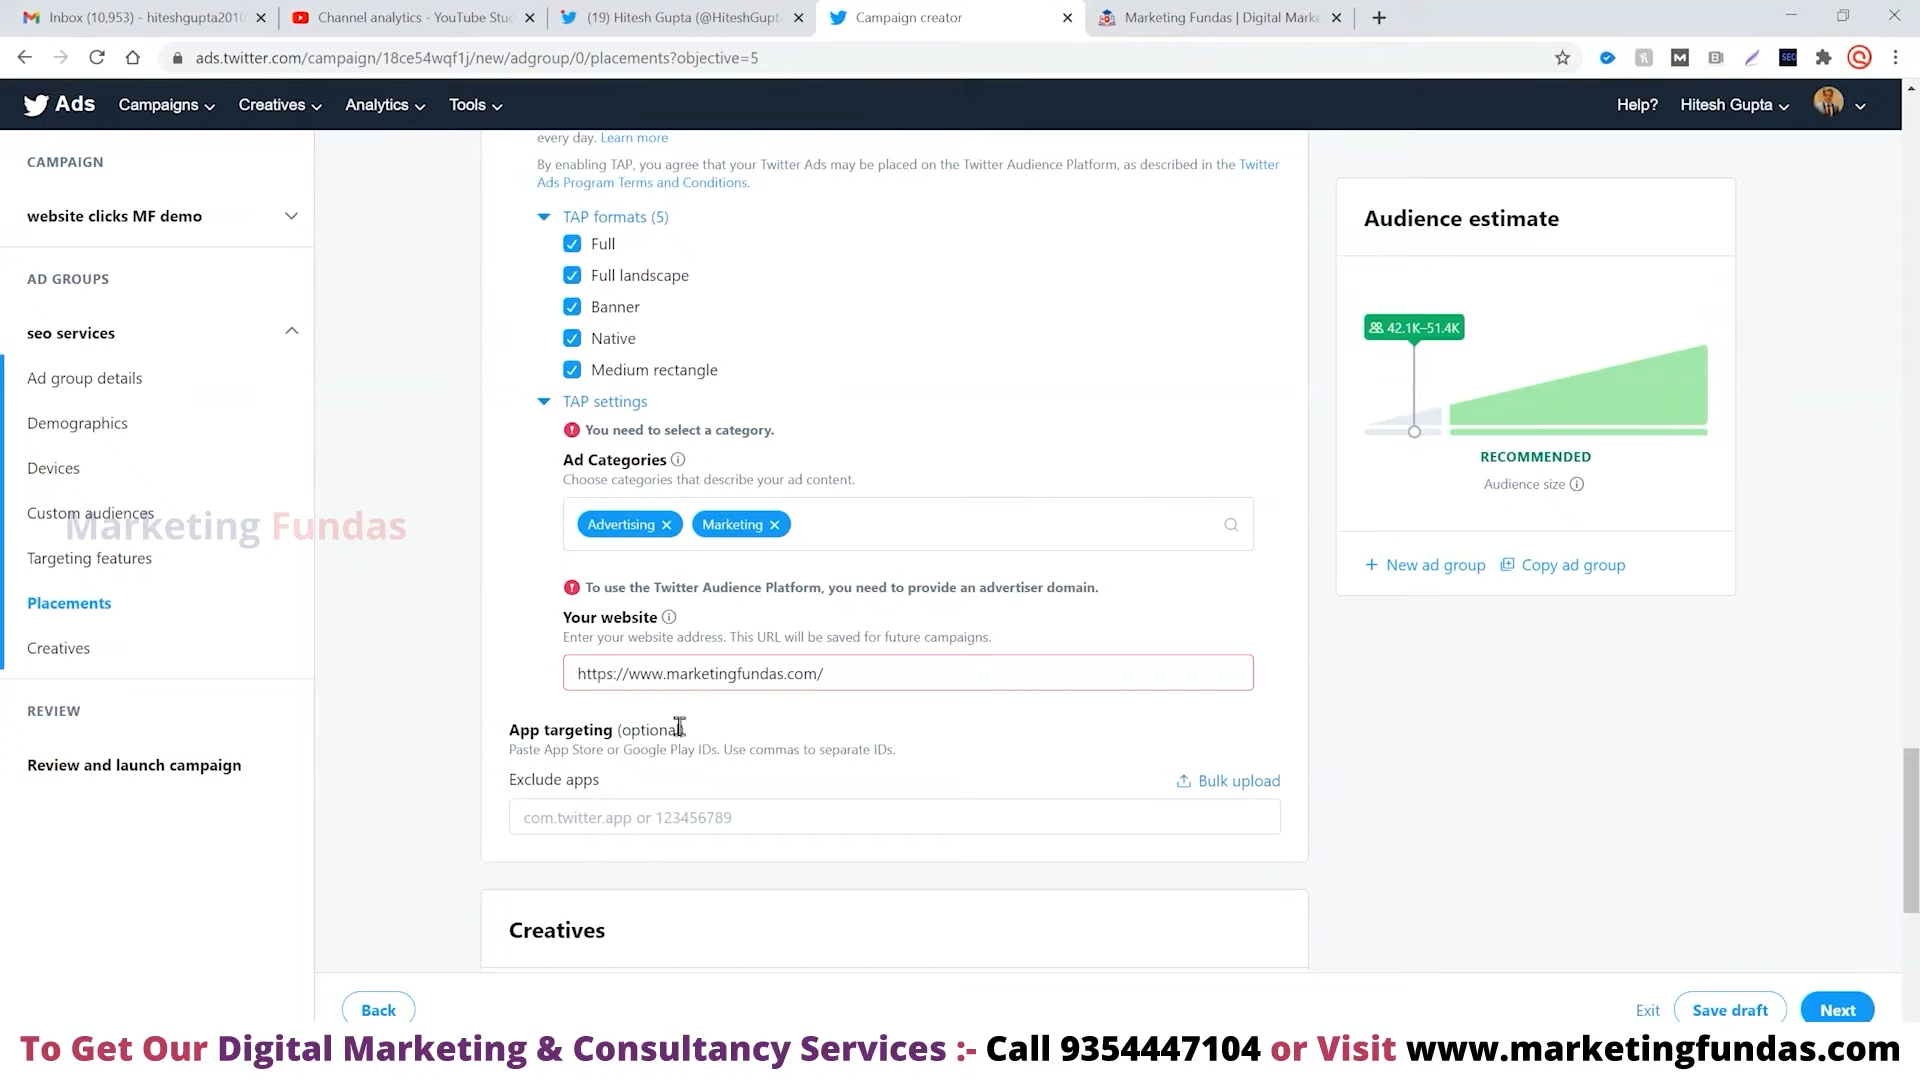 Inbox (10,953) - hiteshgupta2010
Channel analytics - YouTube Stud
(19) Hitesh Gupta (@HiteshGupt
Campaign creator
Marketing Fundas | Digital Marke
ads.twitter.com/campaign/18ce54wqf1j/new/adgroup/0/placements?objective=5
Ads
Campaigns
Creatives
Analytics
Tools
Help?
Hitesh Gupta
CAMPAIGN
website clicks MF demo
AD GROUPS
seo services
Ad group details
Demographics
Devices
Custom audiences
Targeting features
Placements
Creatives
REVIEW
Review and launch campaign
Marketing Fundas
every day. Learn more
By enabling TAP, you agree that your Twitter Ads may be placed on the Twitter Audience Platform, as described in the Twitter
Ads Program Terms and Conditions.
TAP formats (5)
Full
Full landscape
Banner
Native
Medium rectangle
TAP settings
You need to select a category.
Ad Categories
Choose categories that describe your ad content.
Advertising
Marketing
To use the Twitter Audience Platform, you need to provide an advertiser domain.
Your website
Enter your website address. This URL will be saved for future campaigns.
https://www.marketingfundas.com/
App targeting (optional)
Paste App Store or Google Play IDs. Use commas to separate IDs.
Exclude apps
Bulk upload
com.twitter.app or 123456789
Creatives
Audience estimate
42.1K–51.4K
RECOMMENDED
Audience size
+ New ad group
Copy ad group
Back
Exit
Save draft
Next
To Get Our Digital Marketing & Consultancy Services :- Call 9354447104 or Visit www.marketingfundas.com